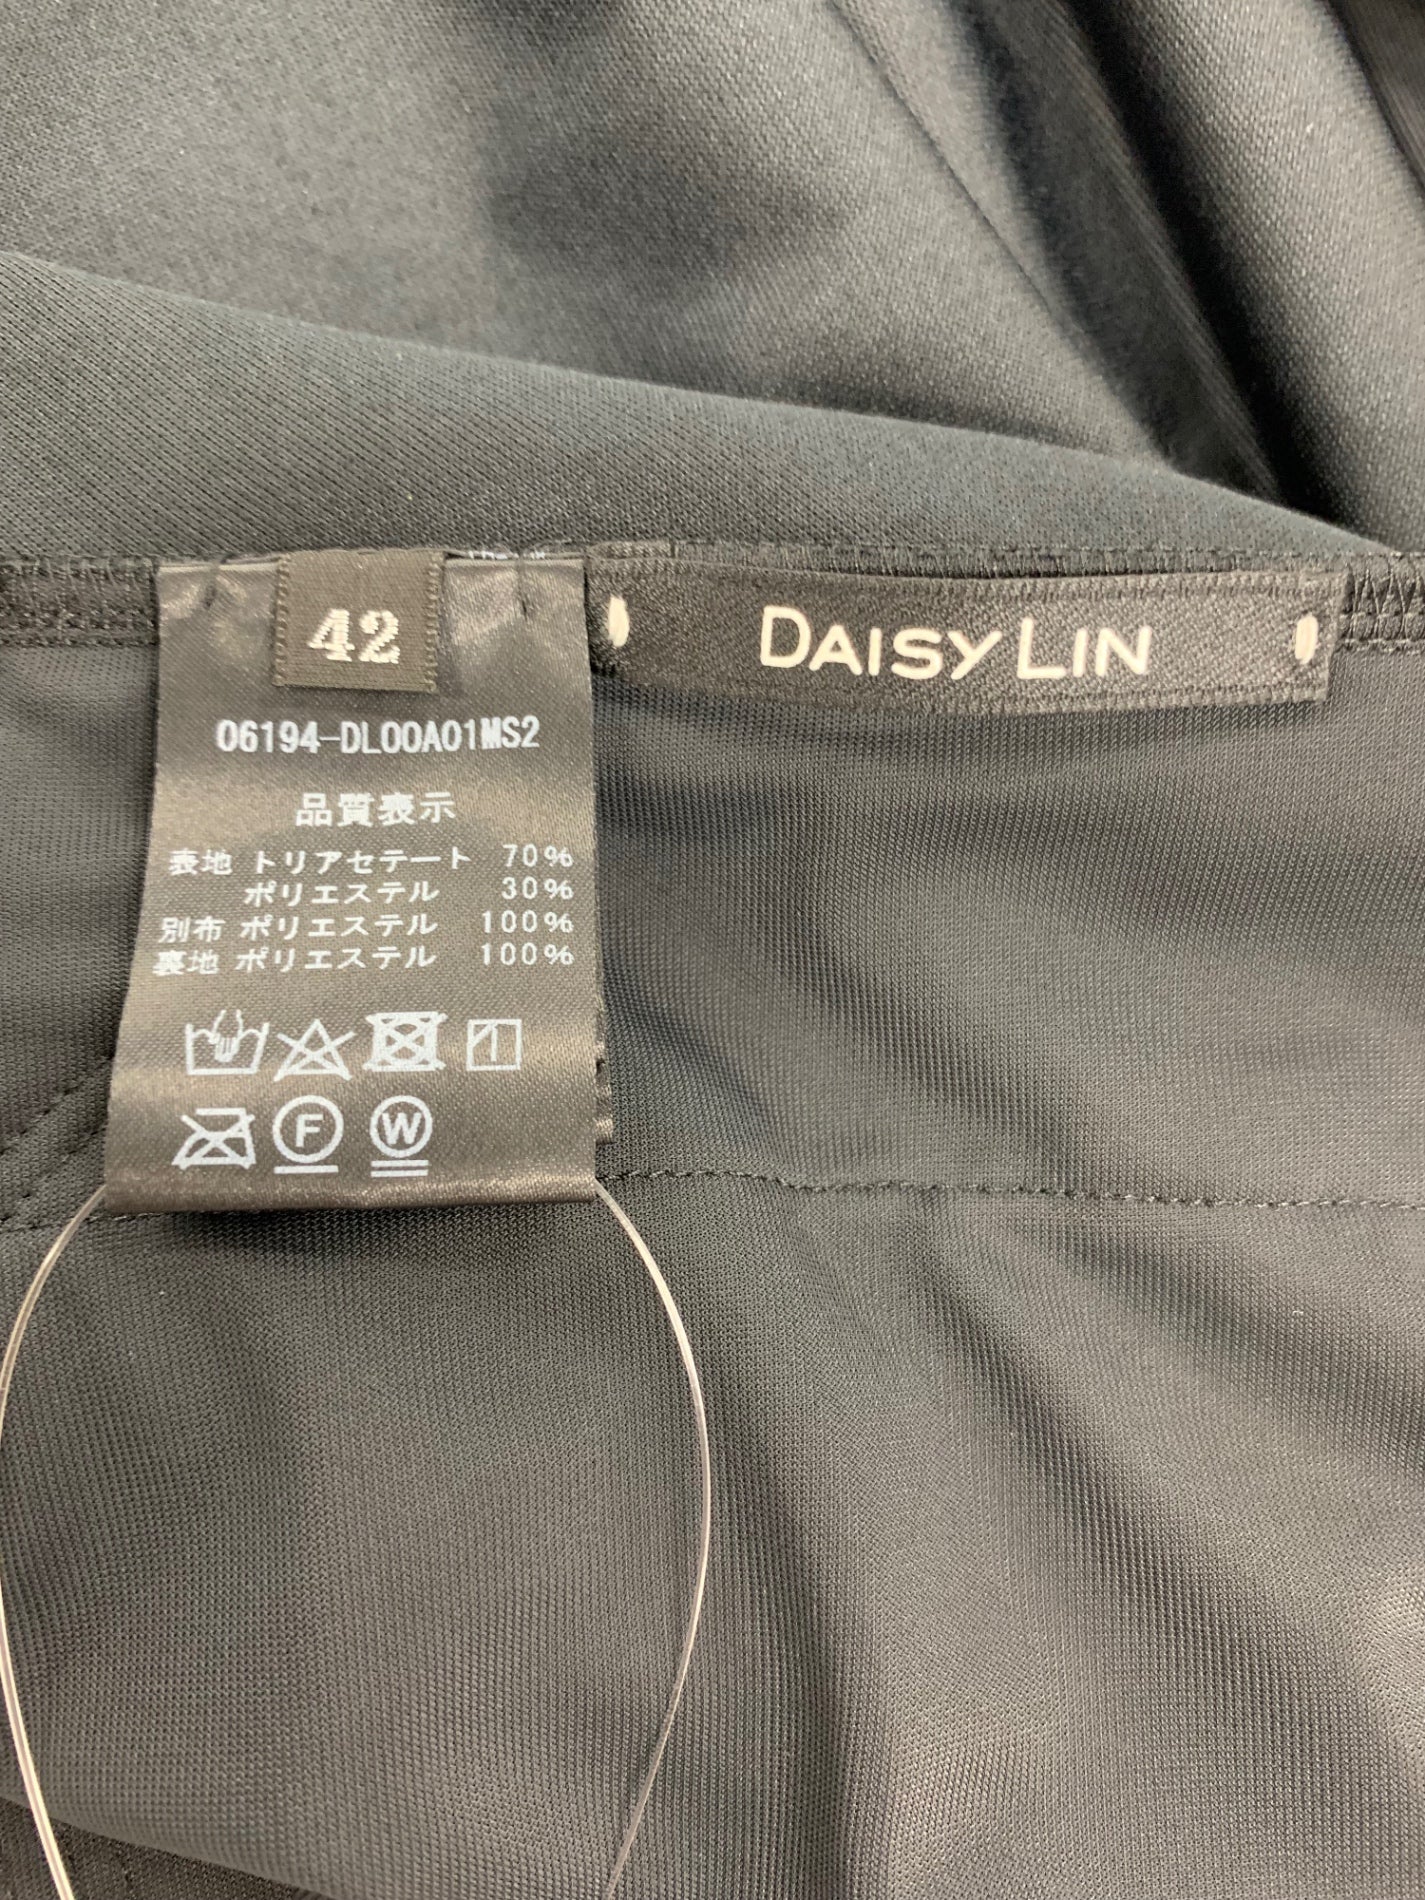 42
DAISY LIN
06194-DL00A01MS2
品質表示
表地 トリアセテート 70%
ポリエステル 30%
別布 ポリエステル 100%
裏地 ポリエステル 100%
F W